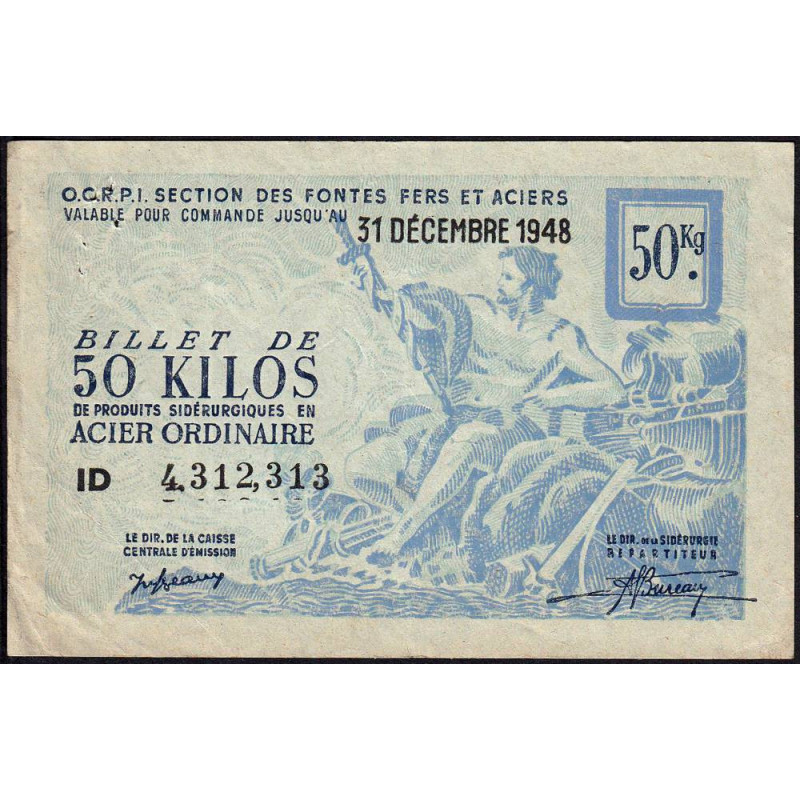 O.C.R.P.I. SECTION DES FONTES FERS ET ACIERS
VALABLE POUR COMMANDE JUSQU'AU 31 DÉCEMBRE 1948
50 Kg.
BILLET DE
50 KILOS
DE PRODUITS SIDÉRURGIQUES EN
ACIER ORDINAIRE
ID 4,312,313
LE DIR. DE LA CAISSE
CENTRALE D'ÉMISSION
LE DIR. DE LA SIDÉRURGIE
RÉPARTITEUR